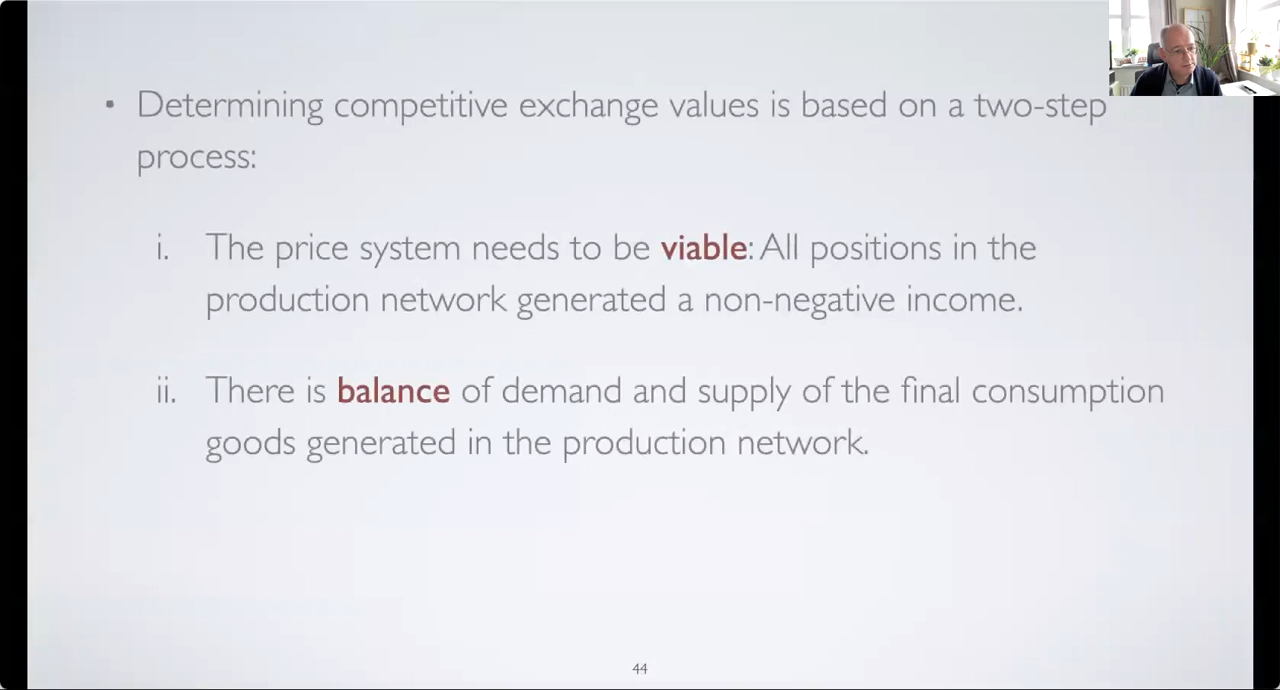 • Determining competitive exchange values is based on a two-step
process:
i. The price system needs to be viable: All positions in the
production network generated a non-negative income.
ii. There is balance of demand and supply of the final consumption
goods generated in the production network.
44